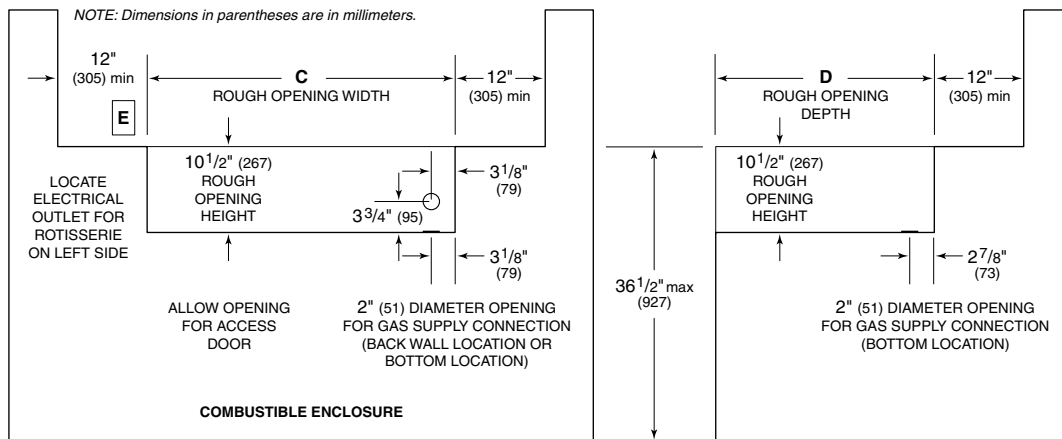 NOTE: Dimensions in parentheses are in millimeters.
12"
(305) min
C
ROUGH OPENING WIDTH
12"
(305) min
E
10 1/2" (267)
ROUGH
OPENING
HEIGHT
3 1/8"
(79)
3 3/4" (95)
LOCATE
ELECTRICAL
OUTLET FOR
ROTISSERIE
ON LEFT SIDE
3 1/8"
(79)
ALLOW OPENING
FOR ACCESS
DOOR
2" (51) DIAMETER OPENING
FOR GAS SUPPLY CONNECTION
(BACK WALL LOCATION OR
BOTTOM LOCATION)
COMBUSTIBLE ENCLOSURE
D
ROUGH OPENING
DEPTH
12"
(305) min
10 1/2" (267)
ROUGH
OPENING
HEIGHT
36 1/2" max
(927)
2 7/8"
(73)
2" (51) DIAMETER OPENING
FOR GAS SUPPLY CONNECTION
(BOTTOM LOCATION)